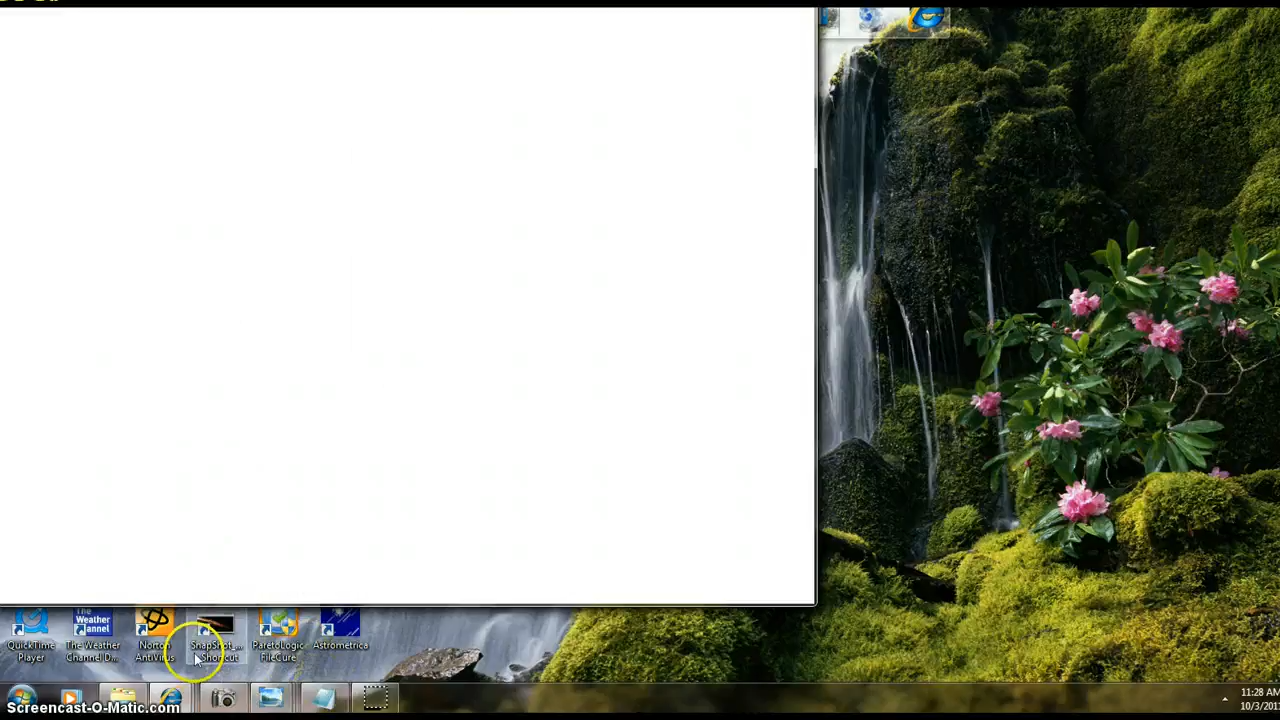 The
Weather
Channel
QuickTime
Player
The Weather
Channel D...
Norton
AntiVirus
SnapShot_...
Shortcut
ParetoLogic
FileCure
Astrometrica
11:28 AM
Screencast-O-Matic.com